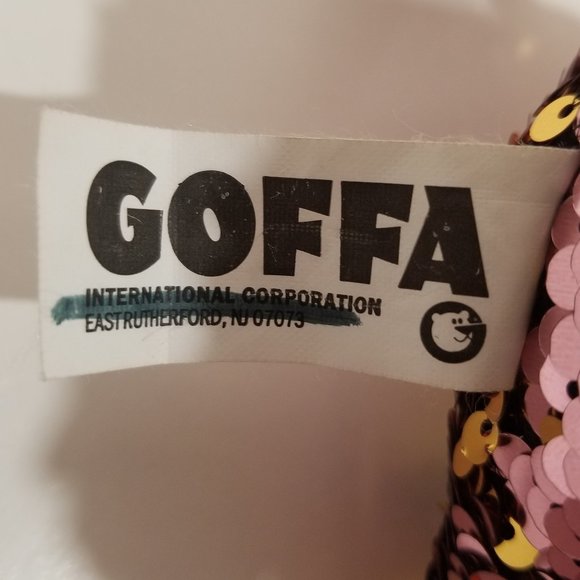 GOFFA
INTERNATIONAL CORPORATION
EAST RUTHERFORD, NJ 07073